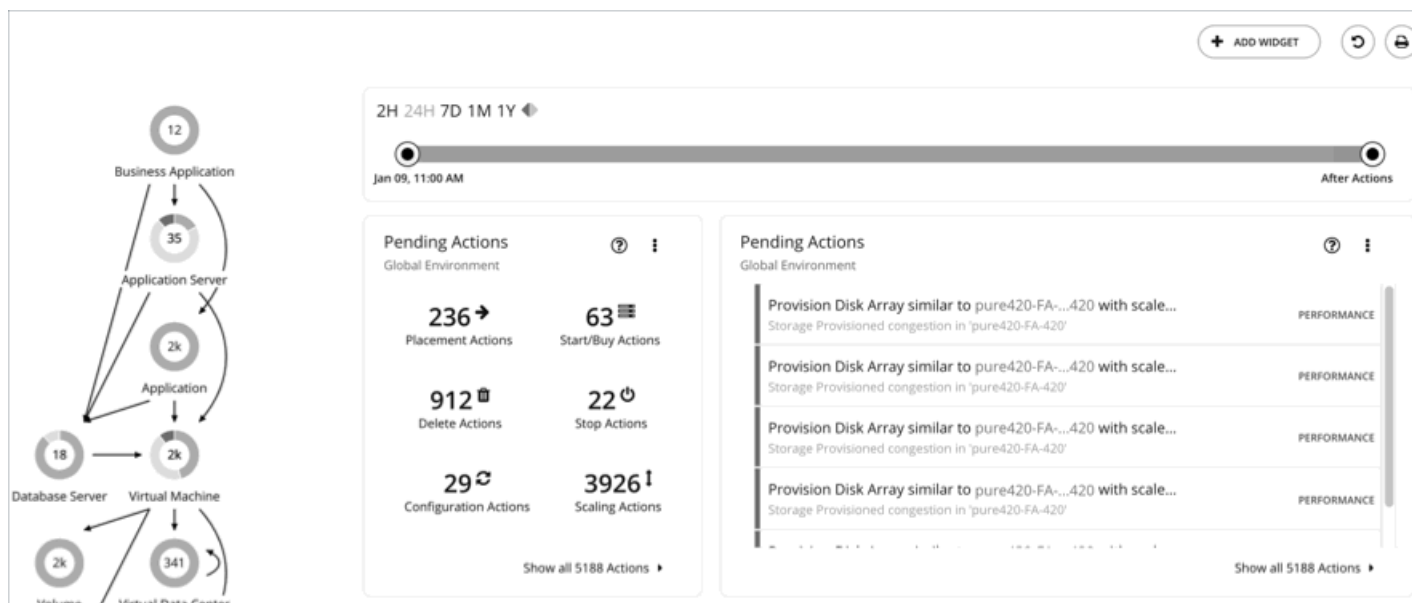 ADD WIDGET
12
Business Application
35
Application Server
2k
Application
18
Database Server
2k
Virtual Machine
2k
Volume
341
Virtual Data Center
2H 24H 7D 1M 1Y
Jan 09, 11:00 AM
After Actions
Pending Actions
Global Environment
236
Placement Actions
63
Start/Buy Actions
912
Delete Actions
22
Stop Actions
29
Configuration Actions
3926
Scaling Actions
Show all 5188 Actions
Pending Actions
Global Environment
Provision Disk Array similar to pure420-FA-...420 with scale...
PERFORMANCE
Storage Provisioned congestion in 'pure420-FA-420'
Provision Disk Array similar to pure420-FA-...420 with scale...
PERFORMANCE
Storage Provisioned congestion in 'pure420-FA-420'
Provision Disk Array similar to pure420-FA-...420 with scale...
PERFORMANCE
Storage Provisioned congestion in 'pure420-FA-420'
Provision Disk Array similar to pure420-FA-...420 with scale...
PERFORMANCE
Storage Provisioned congestion in 'pure420-FA-420'
Show all 5188 Actions